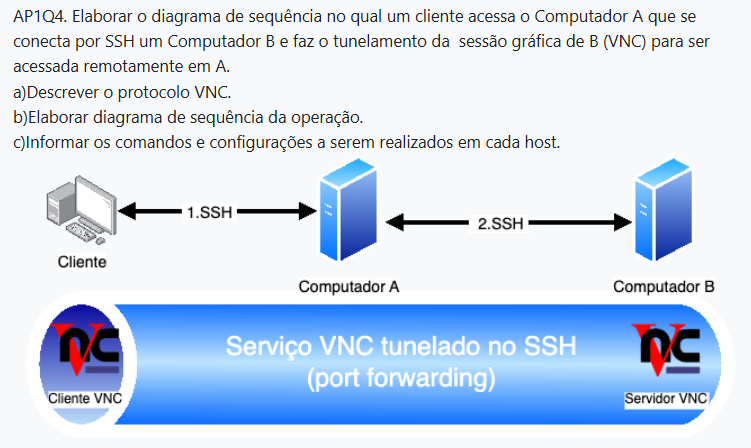 AP1Q4. Elaborar o diagrama de sequência no qual um cliente acessa o Computador A que se
conecta por SSH um Computador B e faz o tunelamento da sessão gráfica de B (VNC) para ser
acessada remotamente em A.
a)Descrever o protocolo VNC.
b)Elaborar diagrama de sequência da operação.
c)Informar os comandos e configurações a serem realizados em cada host.
1.SSH
2.SSH
Cliente
Computador A
Computador B
VNC
Serviço VNC tunelado no SSH
(port forwarding)
VNC
Cliente VNC
Servidor VNC